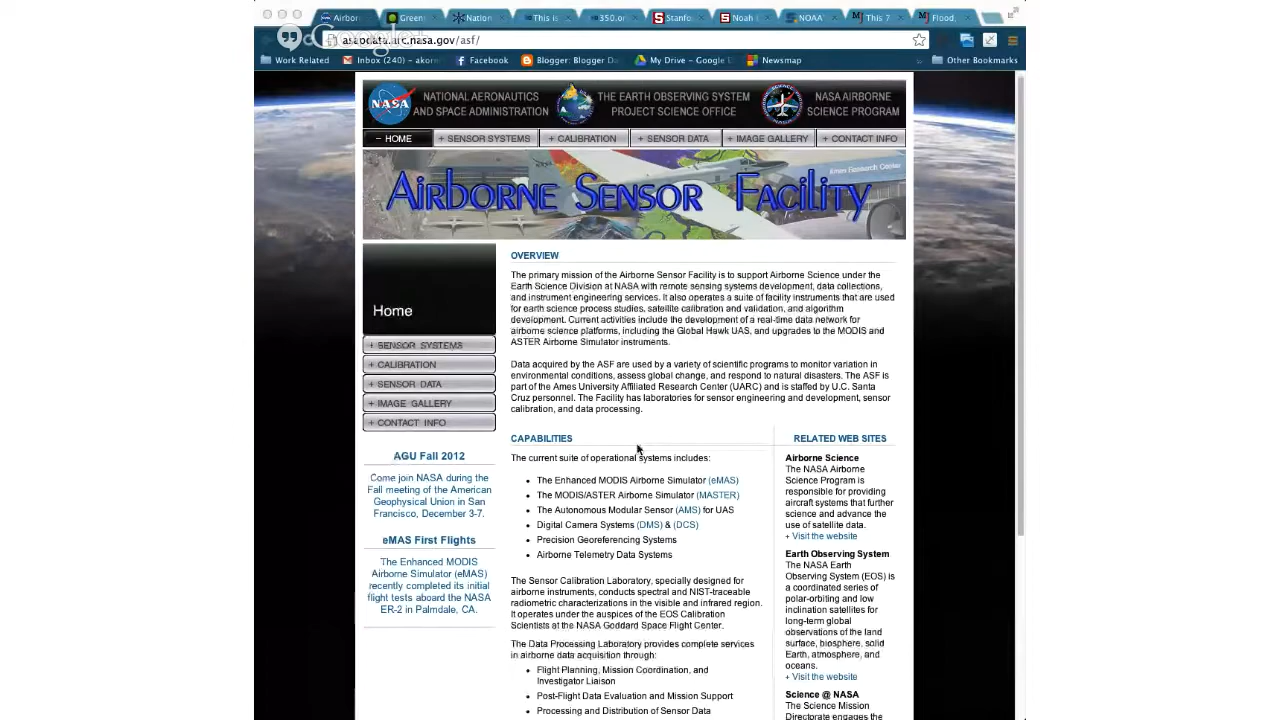 Airborn
Green
Nation
This is
350.or
Stanfo
Noah
NOAA
This 7
Flood,
Google+
asapdata.arc.nasa.gov/asf/
Work Related
Inbox (240) - akorn
Facebook
Blogger: Blogger Da
My Drive - Google D
Newsmap
Other Bookmarks
NATIONAL AERONAUTICS
AND SPACE ADMINISTRATION
THE EARTH OBSERVING SYSTEM
PROJECT SCIENCE OFFICE
NASA AIRBORNE
SCIENCE PROGRAM
NASA
− HOME
+ SENSOR SYSTEMS
+ CALIBRATION
+ SENSOR DATA
+ IMAGE GALLERY
+ CONTACT INFO
Ames Research Center
AIRBORNE SENSOR FACILITY
Home
+ SENSOR SYSTEMS
+ CALIBRATION
+ SENSOR DATA
+ IMAGE GALLERY
+ CONTACT INFO
AGU Fall 2012
Come join NASA during the
Fall meeting of the American
Geophysical Union in San
Francisco, December 3-7.
eMAS First Flights
The Enhanced MODIS
Airborne Simulator (eMAS)
recently completed its initial
flight tests aboard the NASA
ER-2 in Palmdale, CA.
OVERVIEW
The primary mission of the Airborne Sensor Facility is to support Airborne Science under the
Earth Science Division at NASA with remote sensing systems development, data collections,
and instrument engineering services. It also operates a suite of facility instruments that are used
for earth science process studies, satellite calibration and validation, and algorithm
development. Current activities include the development of a real-time data network for
airborne science platforms, including the Global Hawk UAS, and upgrades to the MODIS and
ASTER Airborne Simulator instruments.
Data acquired by the ASF are used by a variety of scientific programs to monitor variation in
environmental conditions, assess global change, and respond to natural disasters. The ASF is
part of the Ames University Affiliated Research Center (UARC) and is staffed by U.C. Santa
Cruz personnel. The Facility has laboratories for sensor engineering and development, sensor
calibration, and data processing.
CAPABILITIES
The current suite of operational systems includes:
• The Enhanced MODIS Airborne Simulator (eMAS)
• The MODIS/ASTER Airborne Simulator (MASTER)
• The Autonomous Modular Sensor (AMS) for UAS
• Digital Camera Systems (DMS) & (DCS)
• Precision Georeferencing Systems
• Airborne Telemetry Data Systems
The Sensor Calibration Laboratory, specially designed for
airborne instruments, conducts spectral and NIST-traceable
radiometric characterizations in the visible and infrared region.
It operates under the auspices of the EOS Calibration
Scientists at the NASA Goddard Space Flight Center.
The Data Processing Laboratory provides complete services
in airborne data acquisition through:
• Flight Planning, Mission Coordination, and
Investigator Liaison
• Post-Flight Data Evaluation and Mission Support
• Processing and Distribution of Sensor Data
RELATED WEB SITES
Airborne Science
The NASA Airborne
Science Program is
responsible for providing
aircraft systems that further
science and advance the
use of satellite data.
+ Visit the website
Earth Observing System
The NASA Earth
Observing System (EOS) is
a coordinated series of
polar-orbiting and low
inclination satellites for
long-term global
observations of the land
surface, biosphere, solid
Earth, atmosphere, and
oceans.
+ Visit the website
Science @ NASA
The Science Mission
Directorate engages the